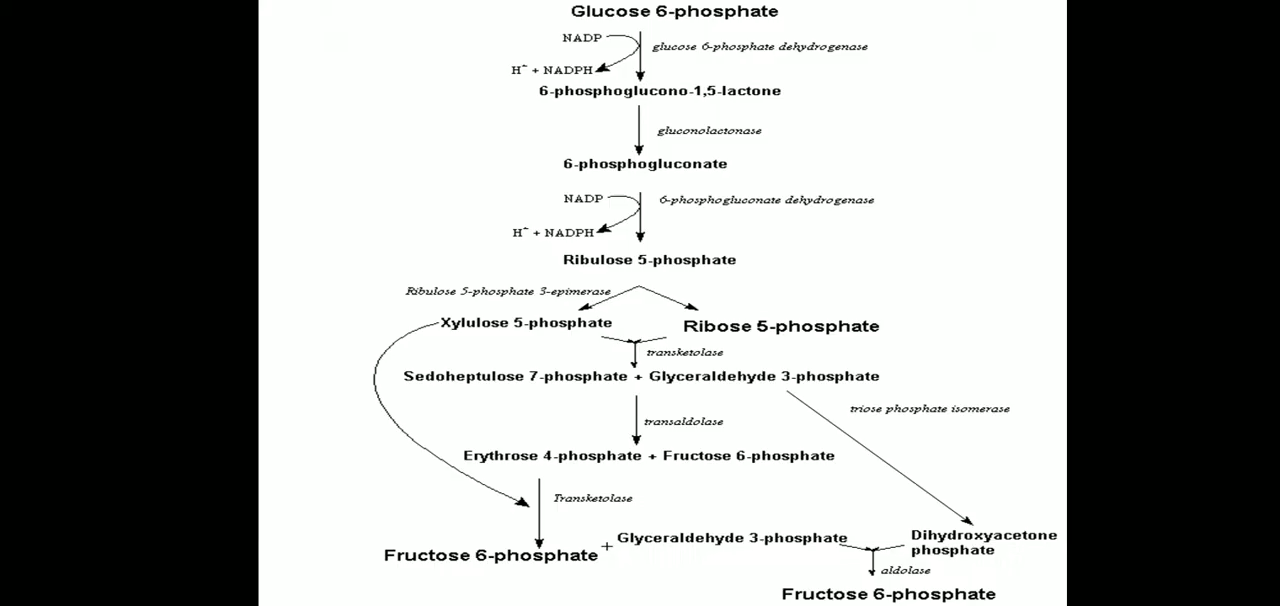 Glucose 6-phosphate
NADP
glucose 6-phosphate dehydrogenase
H⁺ + NADPH
6-phosphoglucono-1,5-lactone
gluconolactonase
6-phosphogluconate
NADP
6-phosphogluconate dehydrogenase
H⁺ + NADPH
Ribulose 5-phosphate
Ribulose 5-phosphate 3-epimerase
Xylulose 5-phosphate
Ribose 5-phosphate
transketolase
Sedoheptulose 7-phosphate + Glyceraldehyde 3-phosphate
triose phosphate isomerase
transaldolase
Erythrose 4-phosphate + Fructose 6-phosphate
Transketolase
Fructose 6-phosphate + Glyceraldehyde 3-phosphate
Dihydroxyacetone
phosphate
aldolase
Fructose 6-phosphate